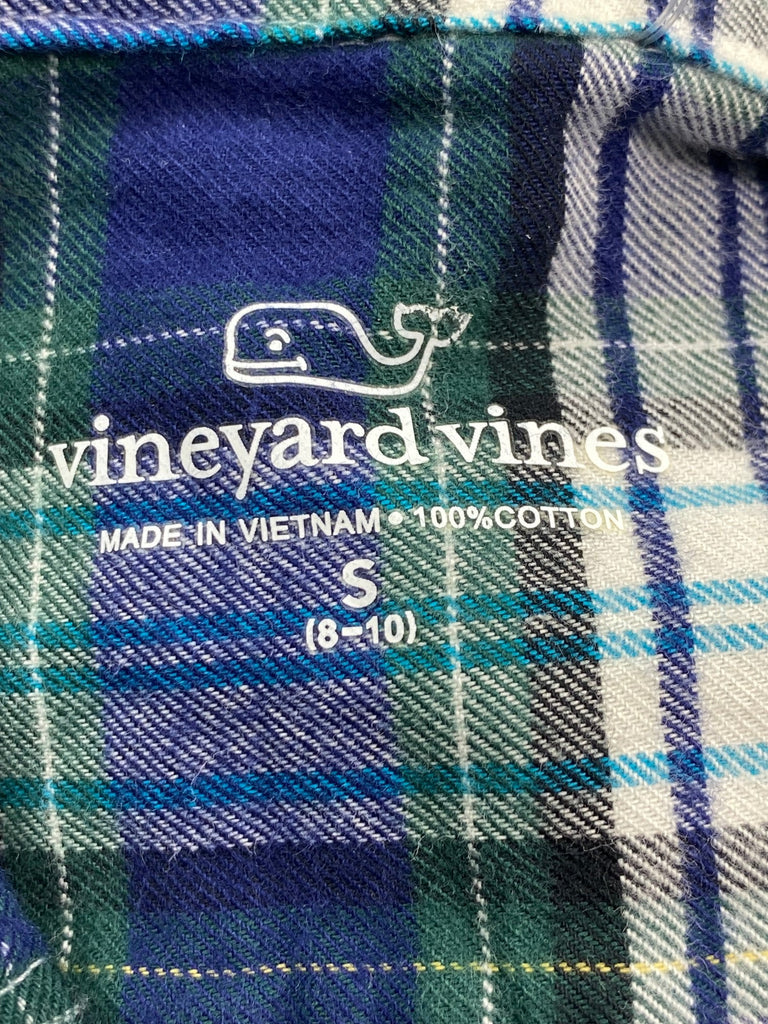 vineyard vines
MADE IN VIETNAM • 100%COTTON
S
(8-10)